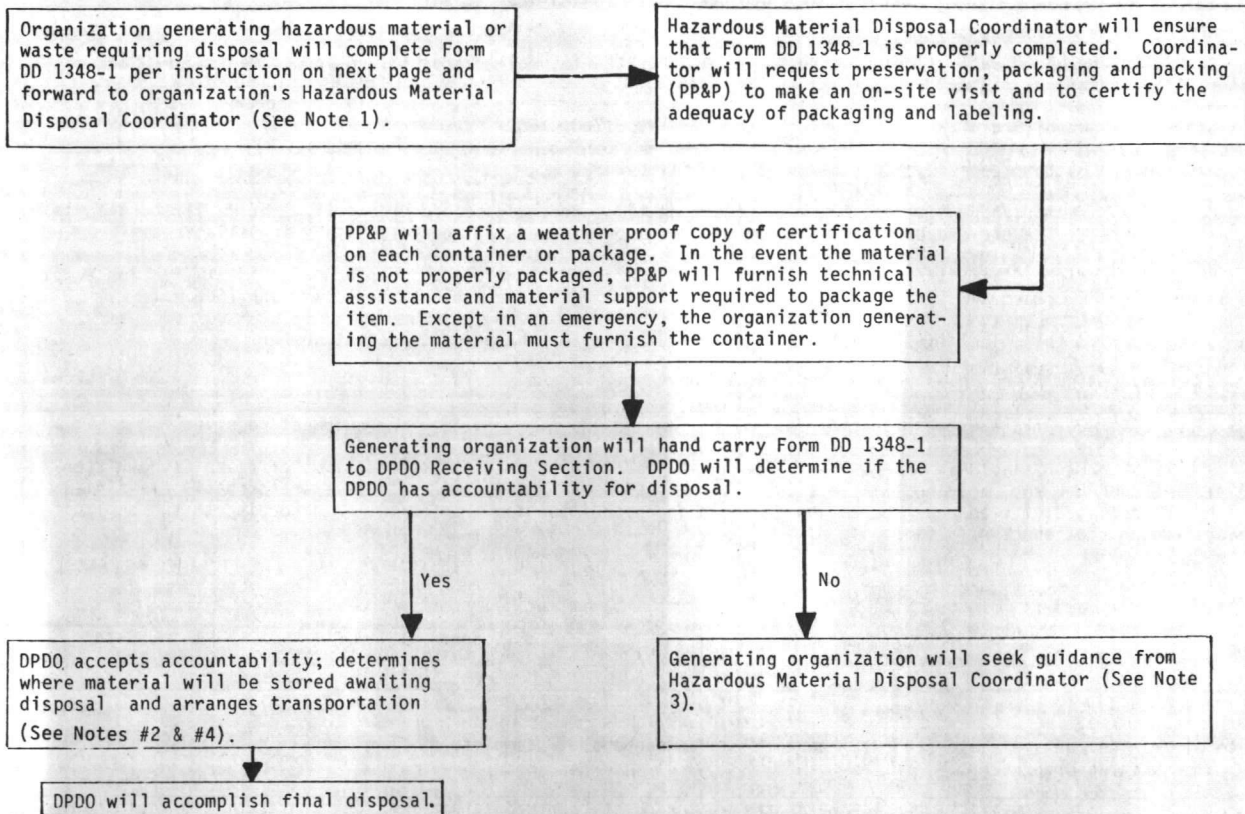 Organization generating hazardous material or
waste requiring disposal will complete Form
DD 1348-1 per instruction on next page and
forward to organization's Hazardous Material
Disposal Coordinator (See Note 1).
Hazardous Material Disposal Coordinator will ensure
that Form DD 1348-1 is properly completed. Coordina-
tor will request preservation, packaging and packing
(PP&P) to make an on-site visit and to certify the
adequacy of packaging and labeling.
PP&P will affix a weather proof copy of certification
on each container or package. In the event the material
is not properly packaged, PP&P will furnish technical
assistance and material support required to package the
item. Except in an emergency, the organization generat-
ing the material must furnish the container.
Generating organization will hand carry Form DD 1348-1
to DPDO Receiving Section. DPDO will determine if the
DPDO has accountability for disposal.
Yes
No
DPDO accepts accountability; determines
where material will be stored awaiting
disposal and arranges transportation
(See Notes #2 & #4).
Generating organization will seek guidance from
Hazardous Material Disposal Coordinator (See Note
3).
DPDO will accomplish final disposal.